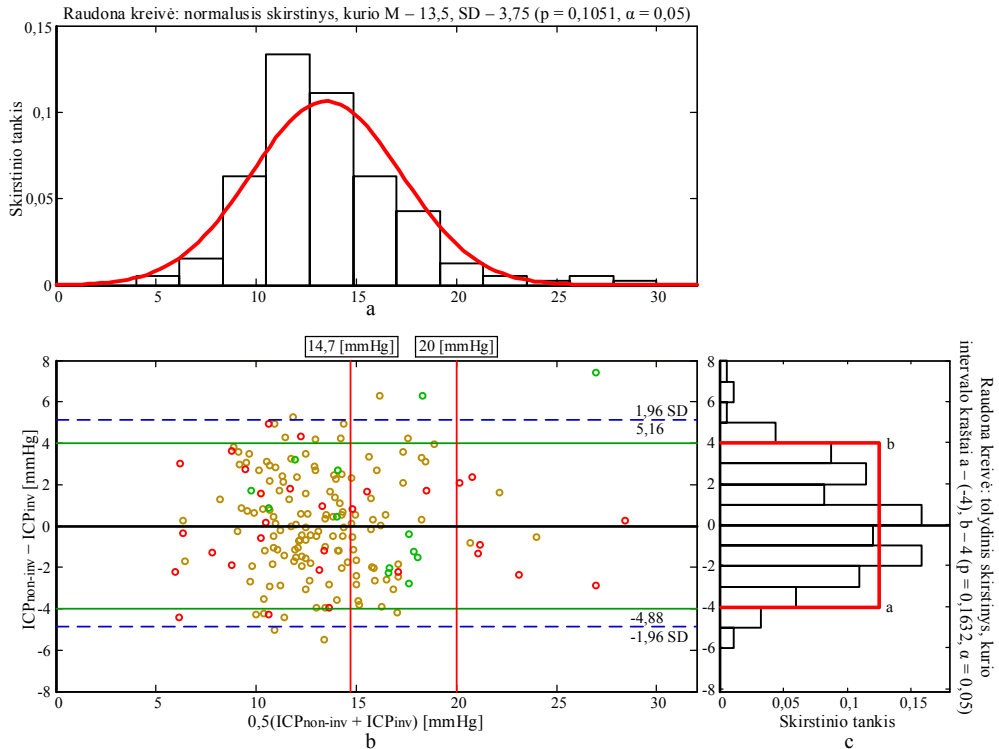 Raudona kreivė: normalusis skirstinys, kurio M – 13,5, SD – 3,75 (p = 0,1051, α = 0,05)
Skirstinio tankis
0,15
0,1
0,05
0
0 5 10 15 20 25 30
a
14,7 [mmHg] 20 [mmHg]
ICPnon-inv – ICPinv [mmHg]
8
6
4
2
0
-2
-4
-6
-8
1,96 SD
5,16
-4,88
-1,96 SD
0 5 10 15 20 25 30
0,5(ICPnon-inv + ICPinv) [mmHg]
b
8
6
4
2
0
-2
-4
-6
-8
b
a
0 0,05 0,1 0,15
Skirstinio tankis
c
Raudona kreivė: tolydinis skirstinys, kurio
intervalo kraštai a – (-4), b – 4 (p = 0,1632, α = 0,05)